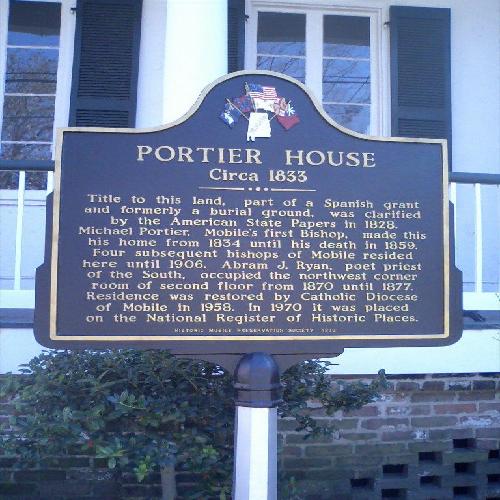 PORTIER HOUSE
Circa 1833
Title to this land, part of a Spanish grant
and formerly a burial ground, was clarified
by the American State Papers in 1828.
Michael Portier, Mobile's first Bishop, made this
his home from 1834 until his death in 1859.
Four subsequent bishops of Mobile resided
here until 1906. Abram J. Ryan, poet priest
of the South, occupied the northwest corner
room of second floor from 1870 until 1877.
Residence was restored by Catholic Diocese
of Mobile in 1958. In 1970 it was placed
on the National Register of Historic Places.
HISTORIC MOBILE PRESERVATION SOCIETY